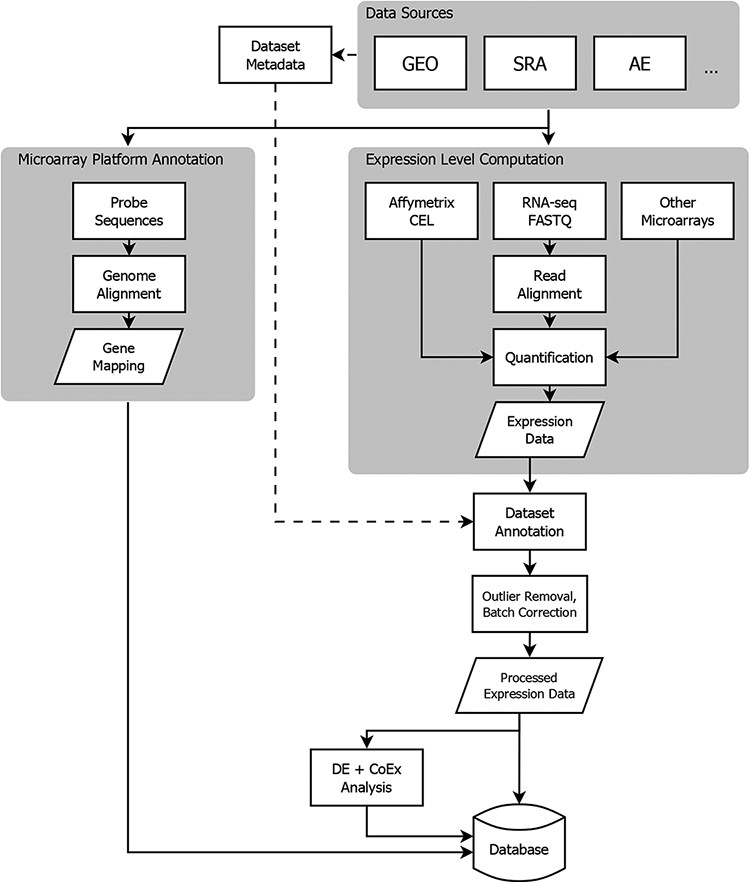 Data Sources
Dataset
Metadata
GEO
SRA
AE
...
Microarray Platform Annotation
Probe
Sequences
Genome
Alignment
Gene
Mapping
Expression Level Computation
Affymetrix
CEL
RNA-seq
FASTQ
Other
Microarrays
Read
Alignment
Quantification
Expression
Data
Dataset
Annotation
Outlier Removal,
Batch Correction
Processed
Expression Data
DE + CoEx
Analysis
Database